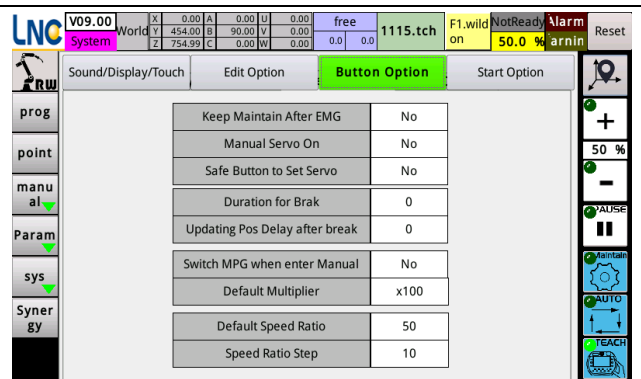 LNC
V09.00
System
World
X 0.00 A 0.00 U 0.00
Y 454.00 B 90.00 V 0.00
Z 754.99 C 0.00 W 0.00
free
0.0 0.0
1115.tch
F1.wild
on
NotReady
50.0 %
Alarm
arnin
Reset
RW
Sound/Display/Touch
Edit Option
Button Option
Start Option
prog
point
manu
al
Param
sys
Syner
gy
Keep Maintain After EMG No
Manual Servo On No
Safe Button to Set Servo No
Duration for Brak 0
Updating Pos Delay after break 0
Switch MPG when enter Manual No
Default Multiplier x100
Default Speed Ratio 50
Speed Ratio Step 10
+
50 %
-
PAUSE
Maintain
AUTO
TEACH